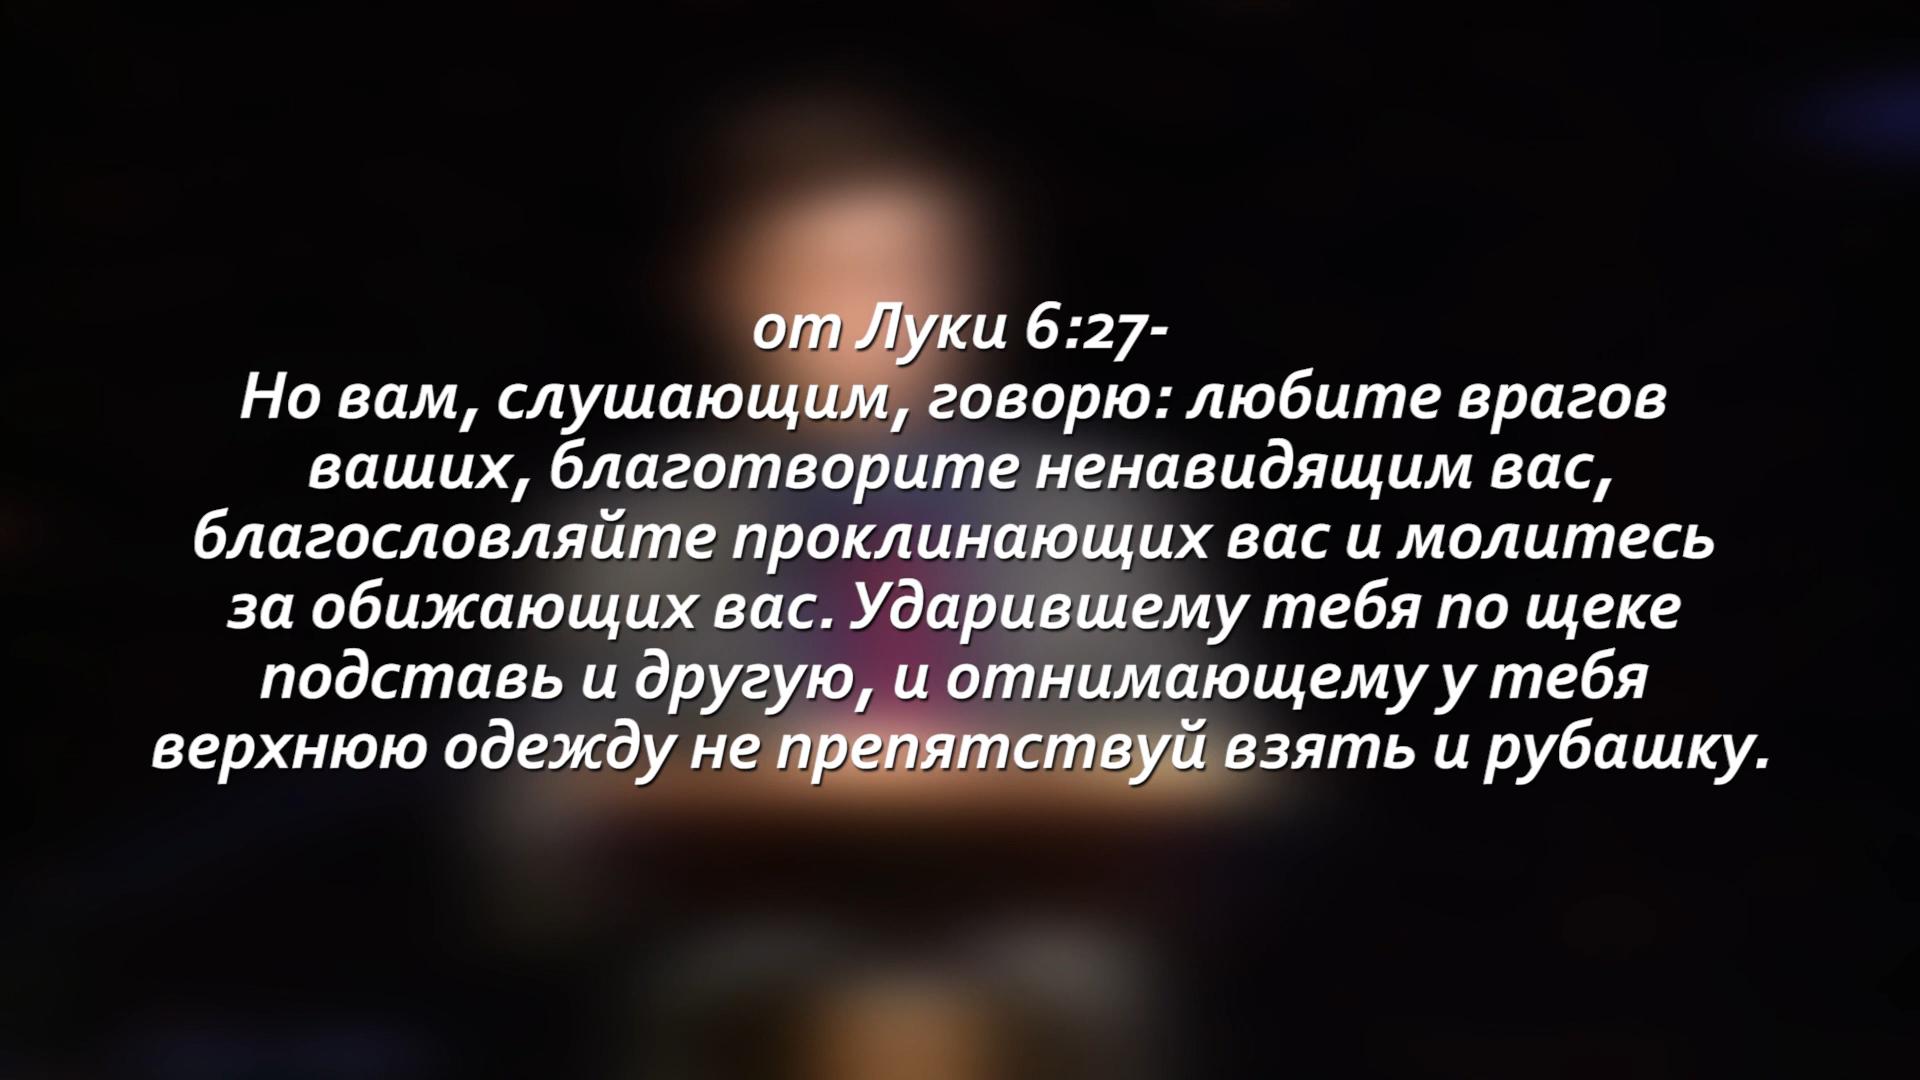 от Луки 6:27-
Но вам, слушающим, говорю: любите врагов
ваших, благотворите ненавидящим вас,
благословляйте проклинающих вас и молитесь
за обижающих вас. Ударившему тебя по щеке
подставь и другую, и отнимающему у тебя
верхнюю одежду не препятствуй взять и рубашку.